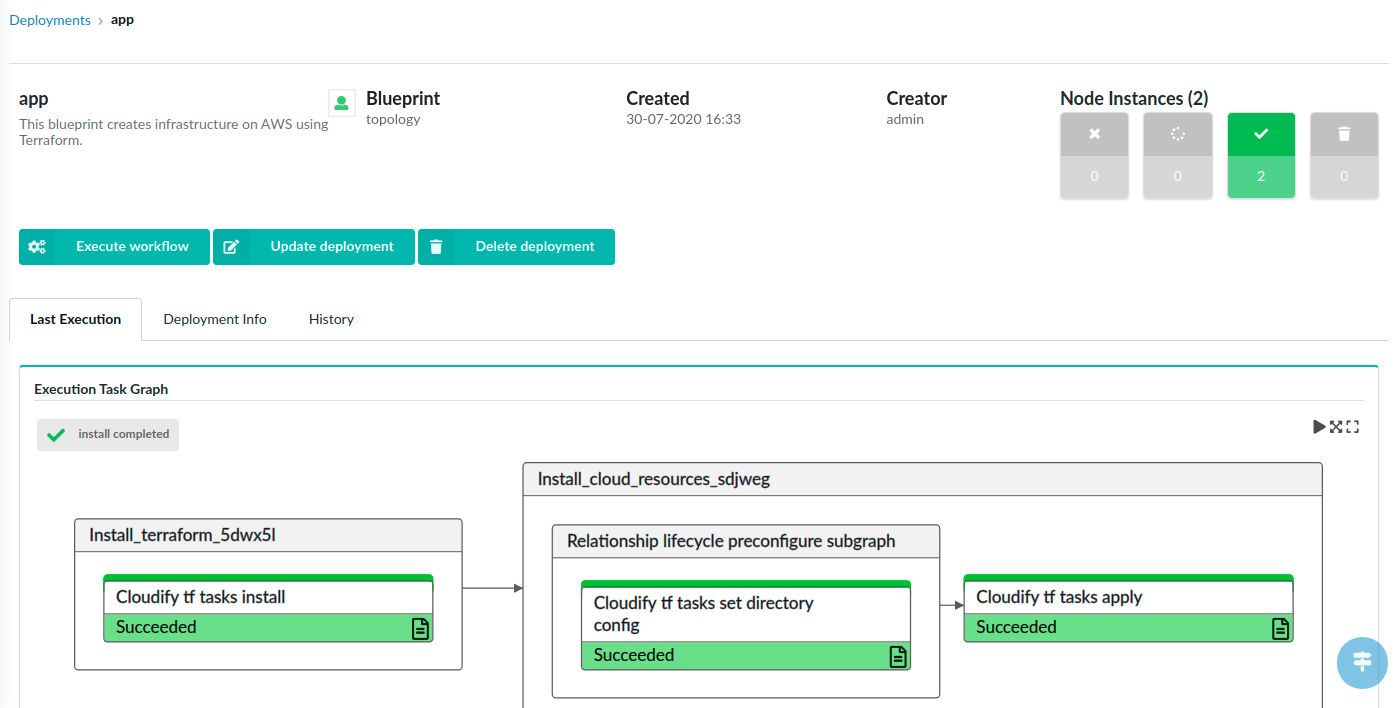 Deployments › app
app
This blueprint creates infrastructure on AWS using
Terraform.
Blueprint
topology
Created
30-07-2020 16:33
Creator
admin
Node Instances (2)
0
0
2
0
Execute workflow
Update deployment
Delete deployment
Last Execution
Deployment Info
History
Execution Task Graph
install completed
Install_terraform_5dwx5l
Cloudify tf tasks install
Succeeded
Install_cloud_resources_sdjweg
Relationship lifecycle preconfigure subgraph
Cloudify tf tasks set directory
config
Succeeded
Cloudify tf tasks apply
Succeeded